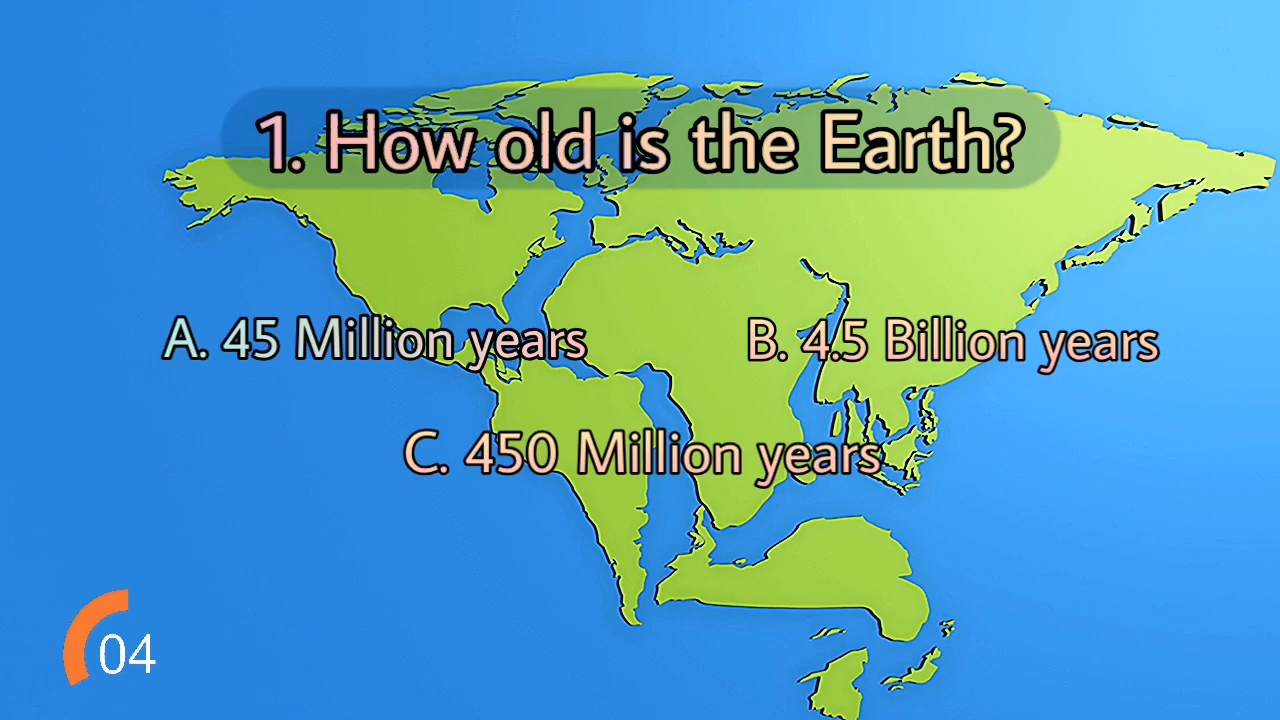 1. How old is the Earth?
A. 45 Million years
B. 4.5 Billion years
C. 450 Million years
04